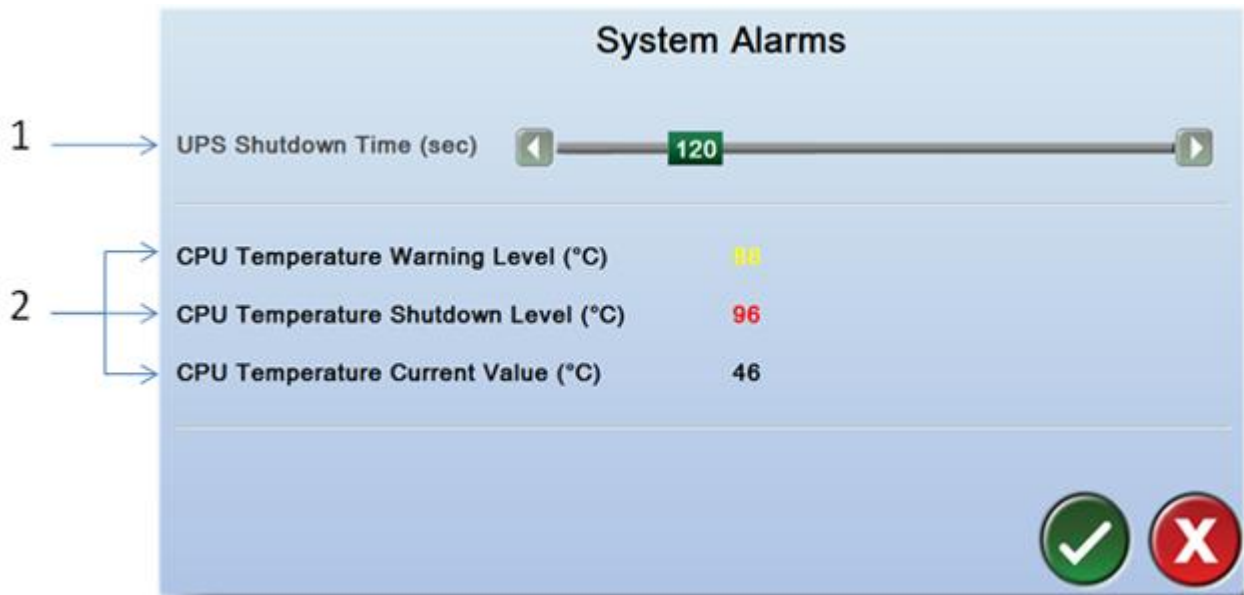 System Alarms
1 UPS Shutdown Time (sec) 120
CPU Temperature Warning Level (°C) 88
2 CPU Temperature Shutdown Level (°C) 96
CPU Temperature Current Value (°C) 46